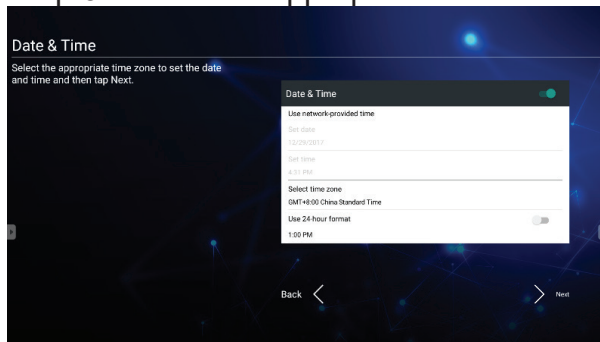 Date & Time
Select the appropriate time zone to set the date
and time and then tap Next.
Date & Time
Use network-provided time
Set date
12/29/2017
Set time
4:31 PM
Select time zone
GMT+8:00 China Standard Time
Use 24-hour format
1:00 PM
Back
Next